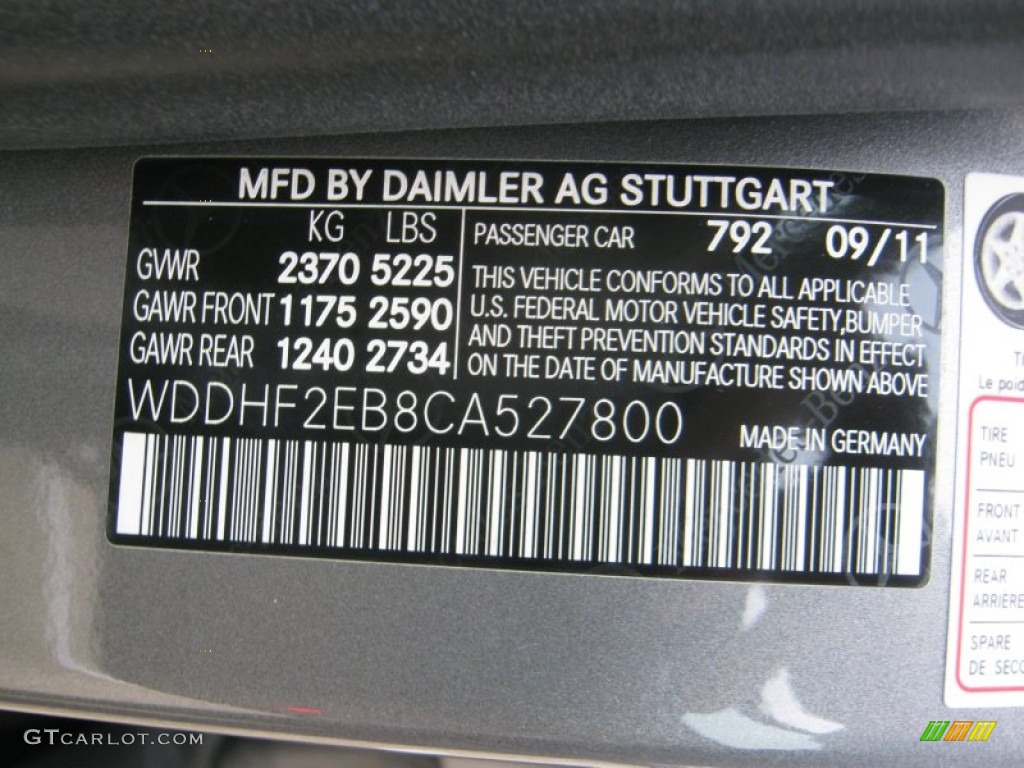 MFD BY DAIMLER AG STUTTGART
KG LBS
GVWR 2370 5225
GAWR FRONT 1175 2590
GAWR REAR 1240 2734
PASSENGER CAR 792 09/11
THIS VEHICLE CONFORMS TO ALL APPLICABLE
U.S. FEDERAL MOTOR VEHICLE SAFETY, BUMPER
AND THEFT PREVENTION STANDARDS IN EFFECT
ON THE DATE OF MANUFACTURE SHOWN ABOVE
WDDHF2EB8CA527800
MADE IN GERMANY
Le poid
TIRE
PNEU
FRONT
AVANT
REAR
ARRIERE
SPARE
DE SECO
GTCARLOT.COM